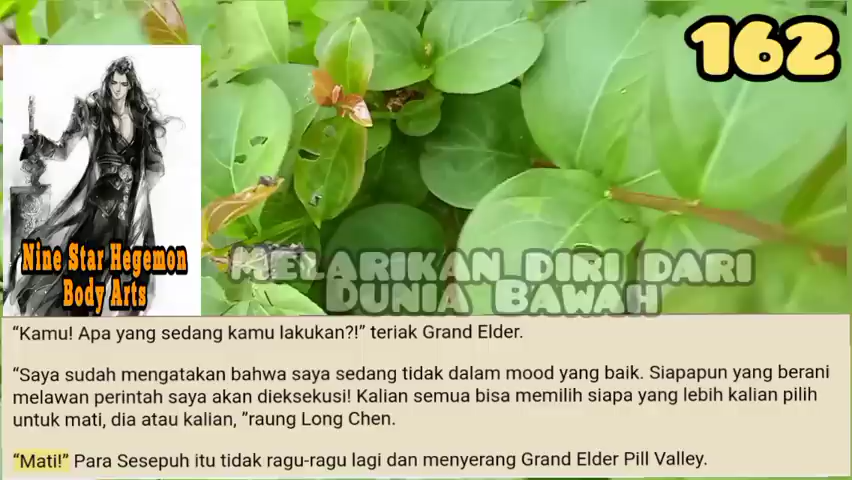 162
Nine Star Hegemon
Body Arts
Melarikan diri dari
Dunia Bawah
“Kamu! Apa yang sedang kamu lakukan?!” teriak Grand Elder.
“Saya sudah mengatakan bahwa saya sedang tidak dalam mood yang baik. Siapapun yang berani
melawan perintah saya akan dieksekusi! Kalian semua bisa memilih siapa yang lebih kalian pilih
untuk mati, dia atau kalian, ”raung Long Chen.
“Mati!” Para Sesepuh itu tidak ragu-ragu lagi dan menyerang Grand Elder Pill Valley.